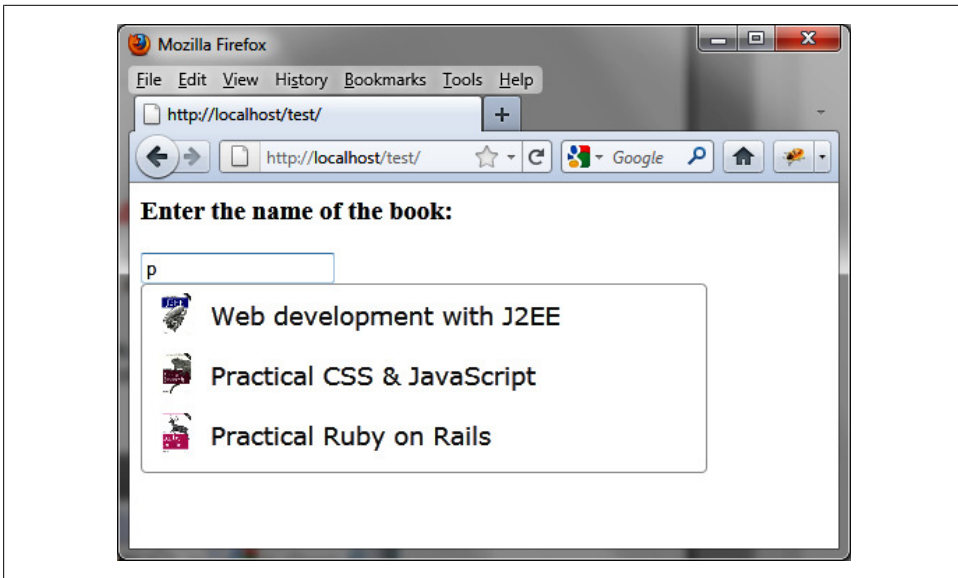 Mozilla Firefox
File Edit View History Bookmarks Tools Help
http://localhost/test/
http://localhost/test/ Google
Enter the name of the book:
p
Web development with J2EE
Practical CSS & JavaScript
Practical Ruby on Rails